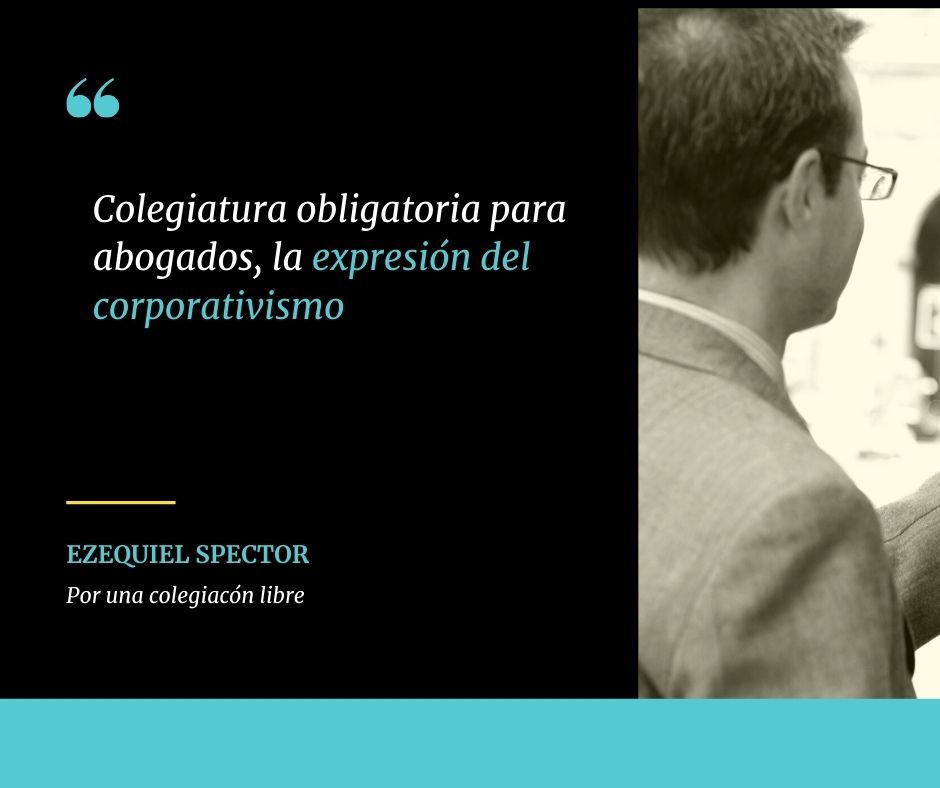 “
Colegiatura obligatoria para
abogados, la expresión del
corporativismo
EZEQUIEL SPECTOR
Por una colegiacón libre